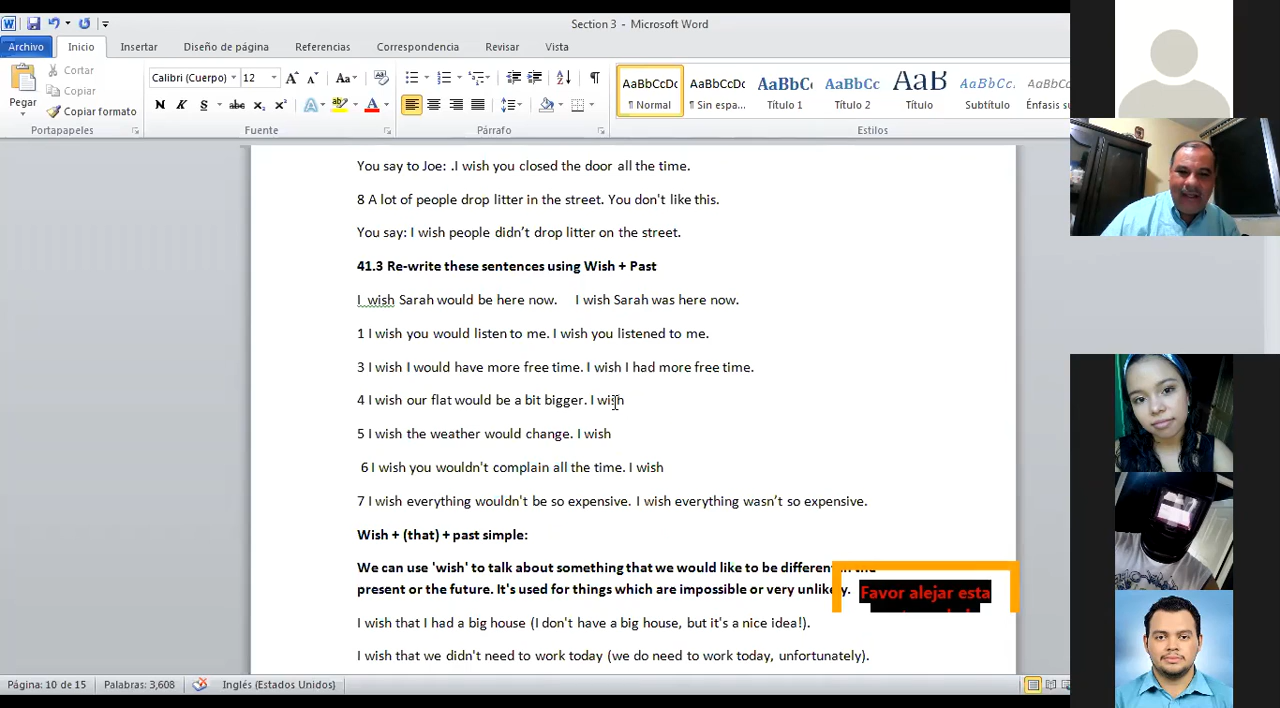 Section 3 - Microsoft Word
Archivo Inicio Insertar Diseño de página Referencias Correspondencia Revisar Vista
Pegar
Cortar
Copiar
Copiar formato
Portapapeles
Calibri (Cuerpo) 12
Fuente
Párrafo
AaBbCcDc AaBbCcDc AaBbC AaBbCc AaB AaBbCc. AaBbCcDc
¶ Normal ¶ Sin espa... Título 1 Título 2 Título Subtítulo Énfasis su
Estilos
You say to Joe: .I wish you closed the door all the time.
8 A lot of people drop litter in the street. You don't like this.
You say: I wish people didn’t drop litter on the street.
41.3 Re-write these sentences using Wish + Past
I wish Sarah would be here now. I wish Sarah was here now.
1 I wish you would listen to me. I wish you listened to me.
3 I wish I would have more free time. I wish I had more free time.
4 I wish our flat would be a bit bigger. I wish
5 I wish the weather would change. I wish
6 I wish you wouldn't complain all the time. I wish
7 I wish everything wouldn't be so expensive. I wish everything wasn’t so expensive.
Wish + (that) + past simple:
We can use 'wish' to talk about something that we would like to be different in the
present or the future. It's used for things which are impossible or very unlikely.
Favor alejar esta
I wish that I had a big house (I don't have a big house, but it's a nice idea!).
I wish that we didn't need to work today (we do need to work today, unfortunately).
Página: 10 de 15 Palabras: 3,608 Inglés (Estados Unidos)